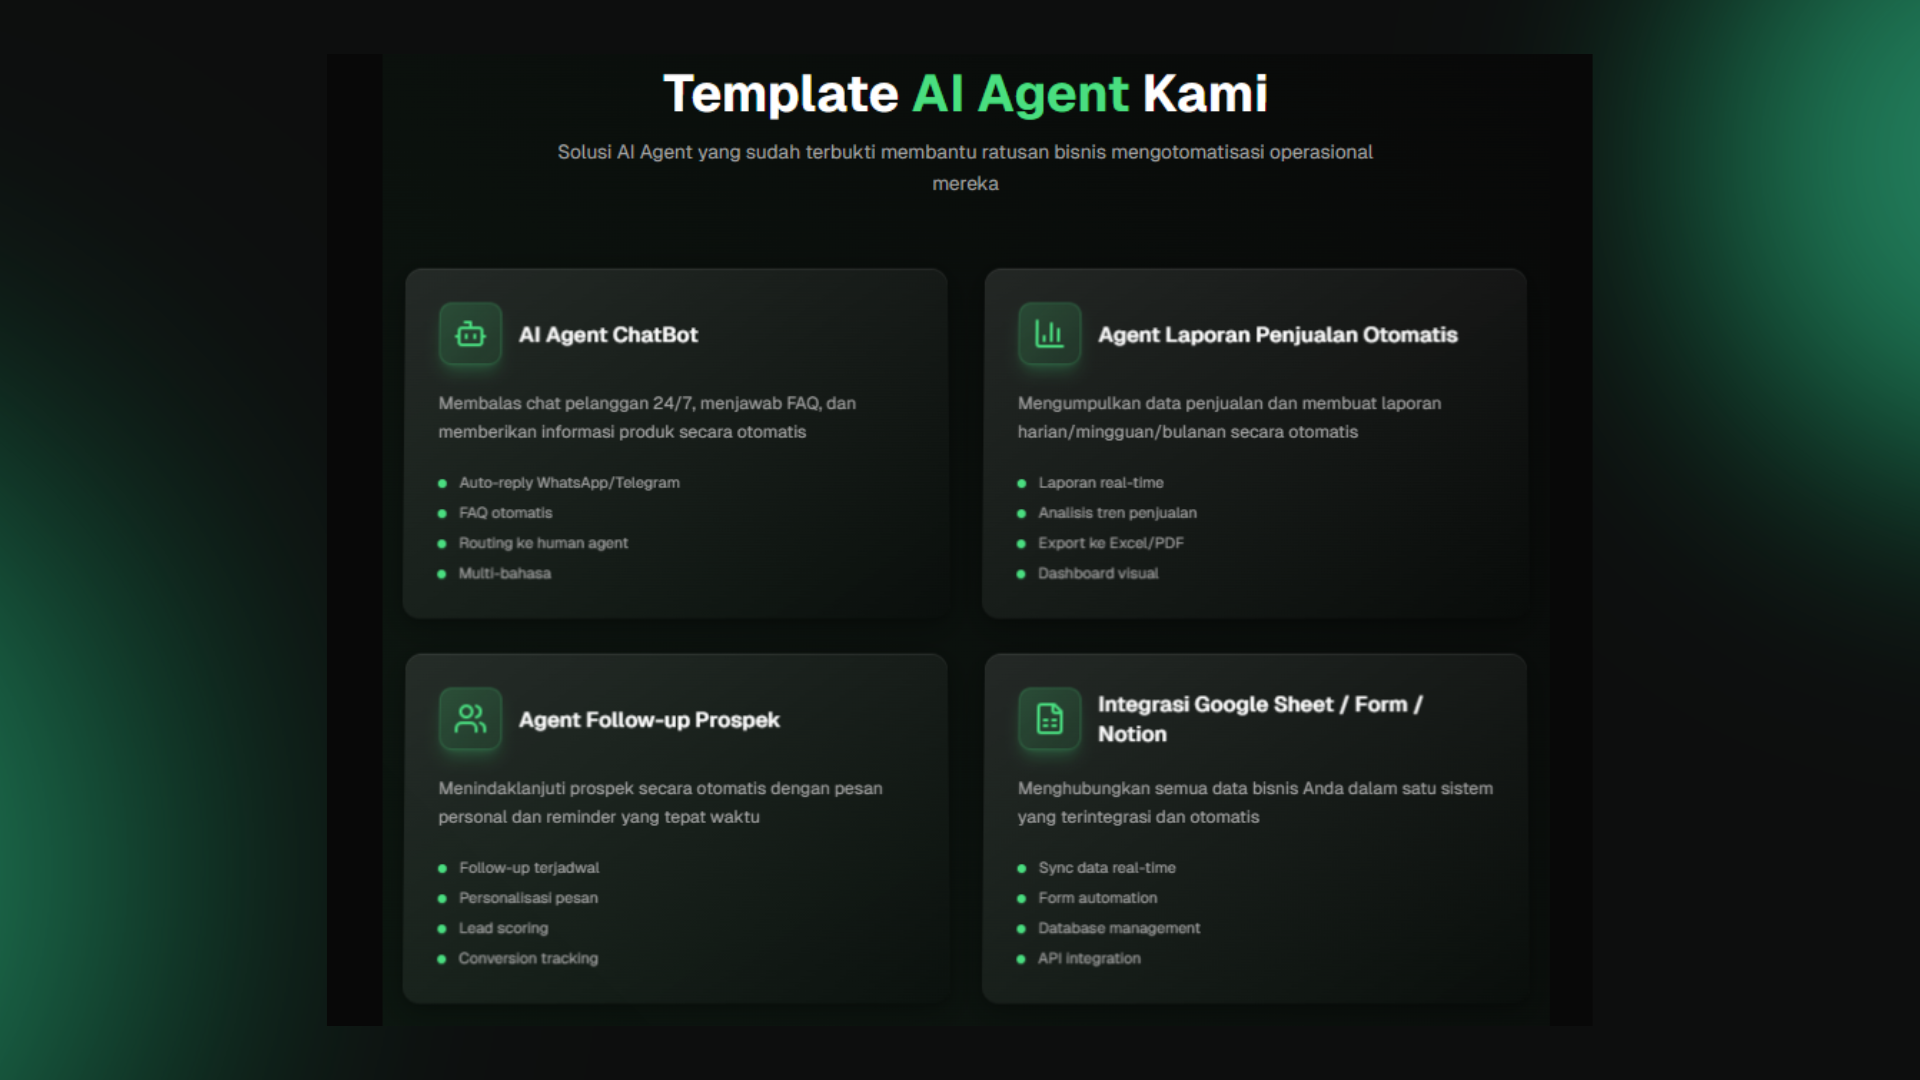 Template AI Agent Kami
Solusi AI Agent yang sudah terbukti membantu ratusan bisnis mengotomatisasi operasional
mereka
AI Agent ChatBot
Membalas chat pelanggan 24/7, menjawab FAQ, dan
memberikan informasi produk secara otomatis
Auto-reply WhatsApp/Telegram
FAQ otomatis
Routing ke human agent
Multi-bahasa
Agent Laporan Penjualan Otomatis
Mengumpulkan data penjualan dan membuat laporan
harian/mingguan/bulanan secara otomatis
Laporan real-time
Analisis tren penjualan
Export ke Excel/PDF
Dashboard visual
Agent Follow-up Prospek
Menindaklanjuti prospek secara otomatis dengan pesan
personal dan reminder yang tepat waktu
Follow-up terjadwal
Personalisasi pesan
Lead scoring
Conversion tracking
Integrasi Google Sheet / Form /
Notion
Menghubungkan semua data bisnis Anda dalam satu sistem
yang terintegrasi dan otomatis
Sync data real-time
Form automation
Database management
API integration